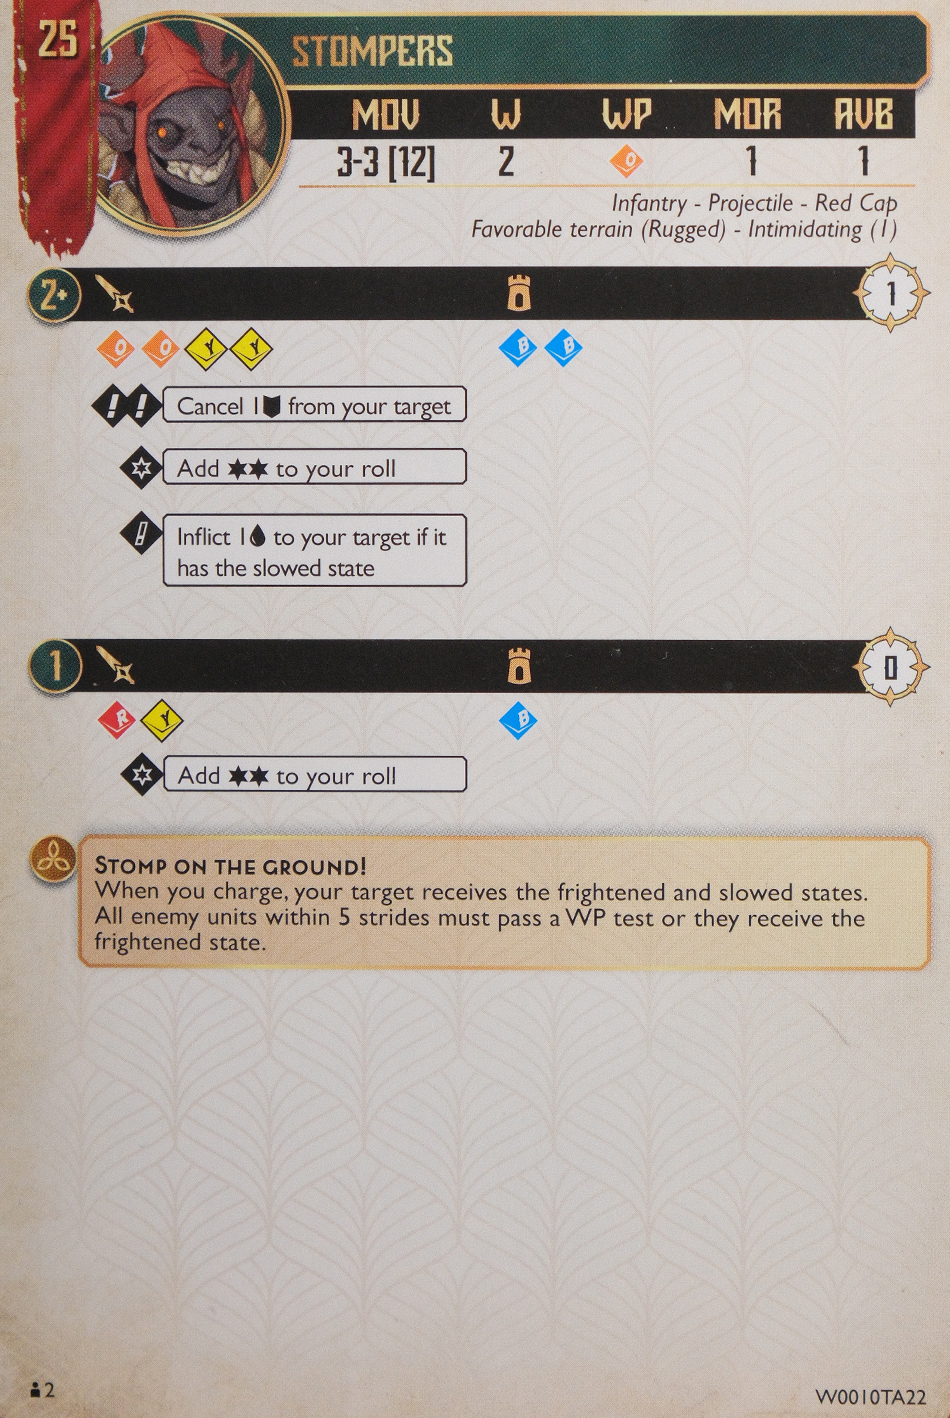 25
STOMPERS
MOV W WP MOR AVB
3-3 [12] 2 O 1 1
Infantry - Projectile - Red Cap
Favorable terrain (Rugged) - Intimidating (1)
2+ 1
O O Y Y B B
!! Cancel 1 from your target
Add ✶✶ to your roll
! Inflict 1 to your target if it
has the slowed state
1 0
R Y B
Add ✶✶ to your roll
STOMP ON THE GROUND!
When you charge, your target receives the frightened and slowed states.
All enemy units within 5 strides must pass a WP test or they receive the
frightened state.
2 W0010TA22